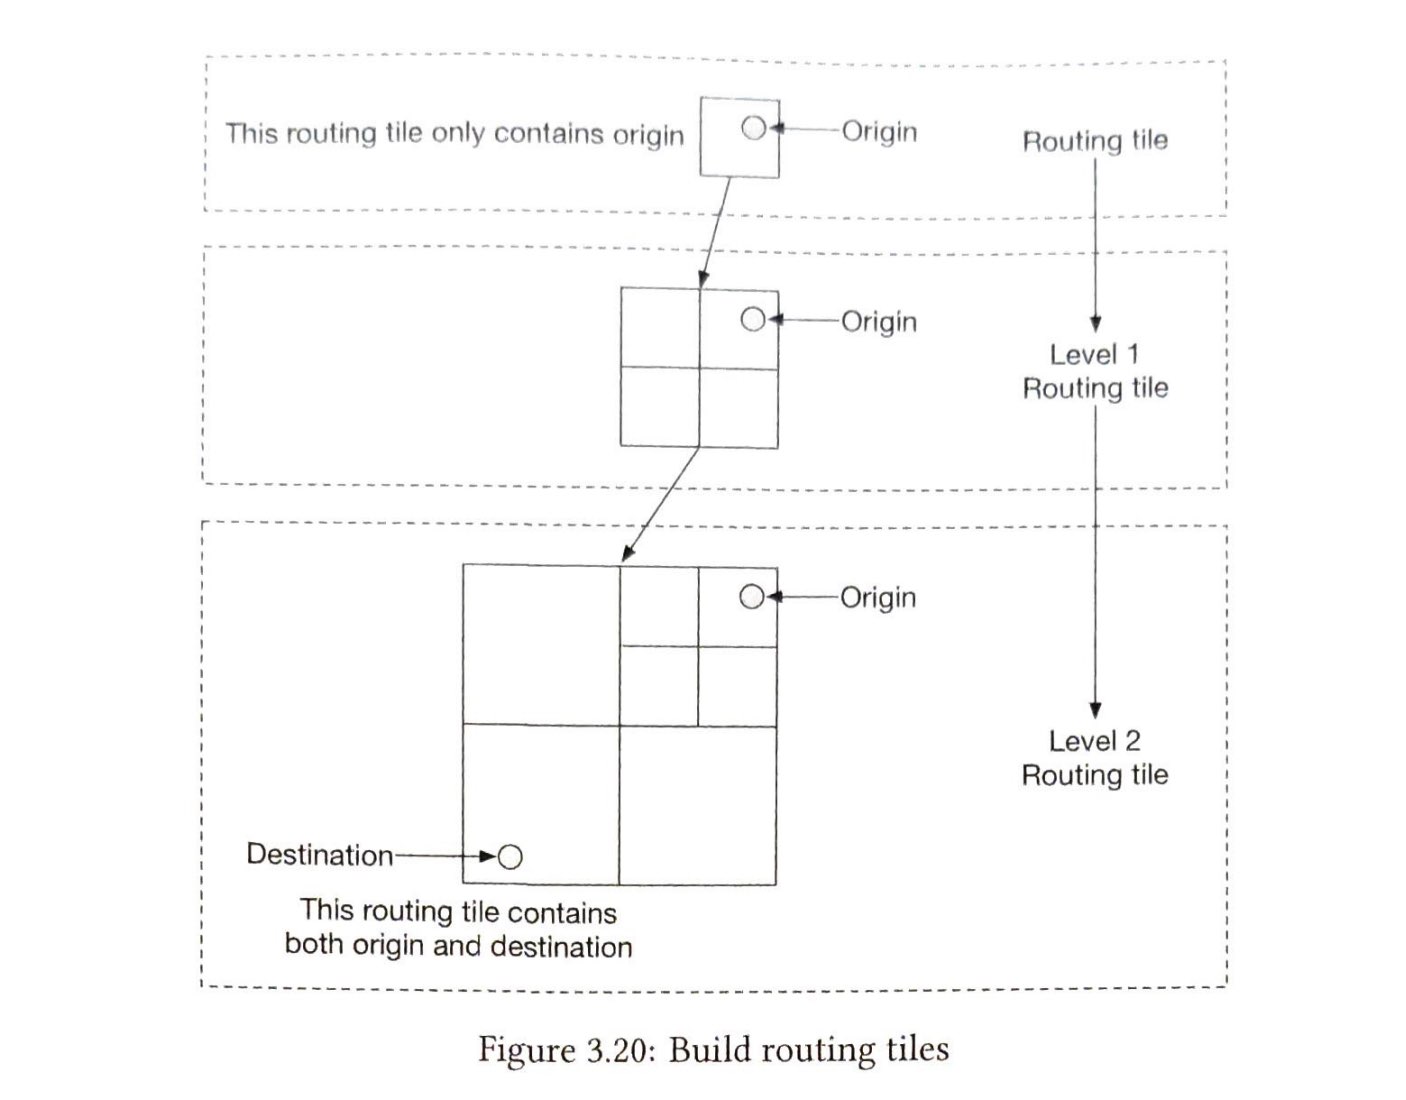 This routing tile only contains origin
Origin
Routing tile
Origin
Level 1
Routing tile
Origin
Level 2
Routing tile
Destination
This routing tile contains
both origin and destination
Figure 3.20: Build routing tiles